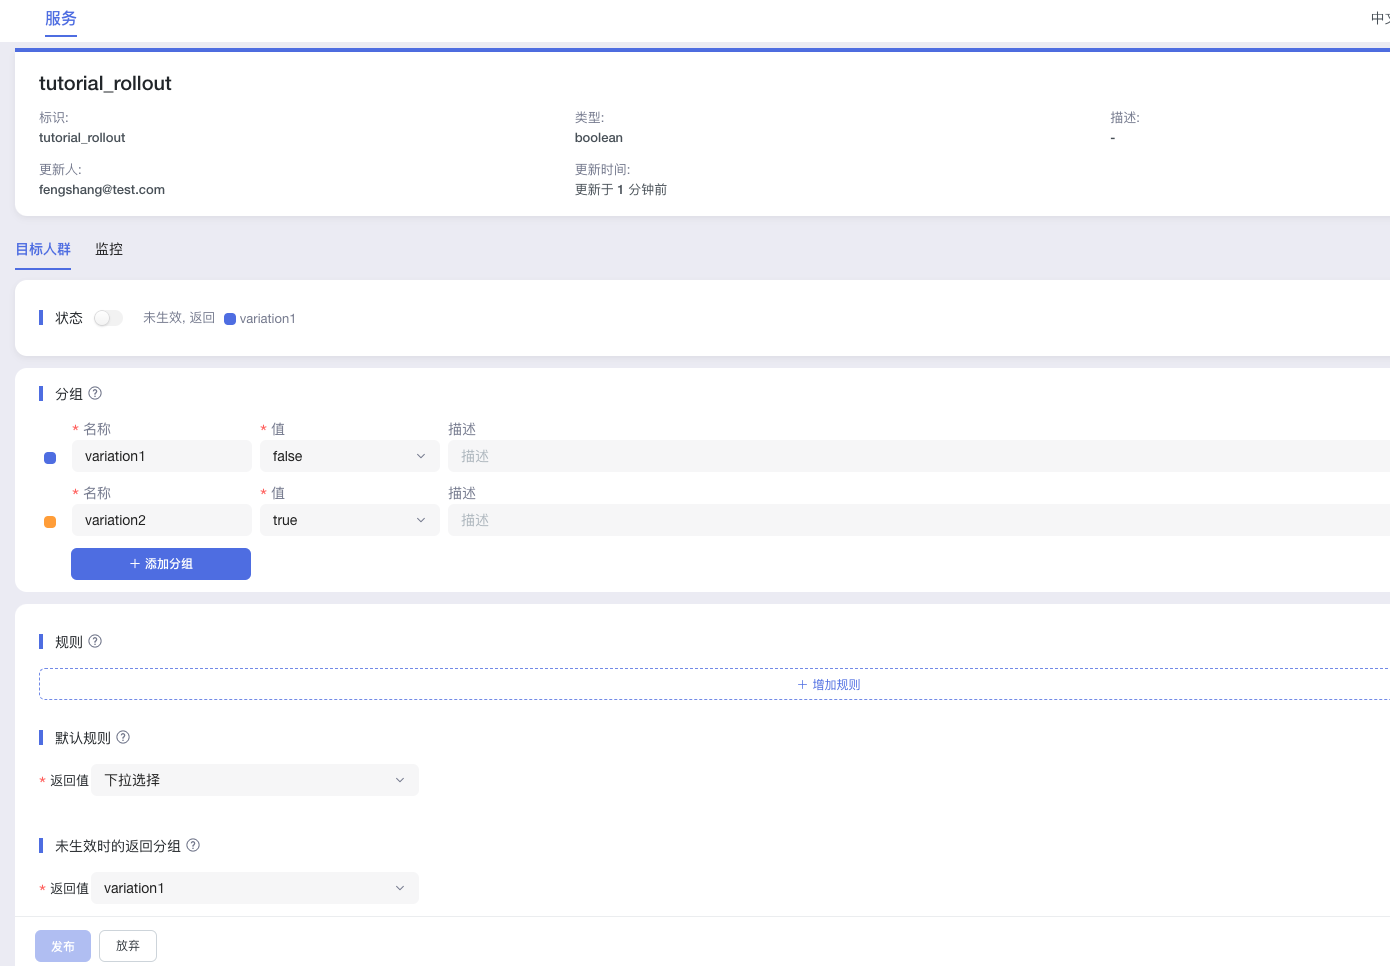 服务
中文
tutorial_rollout
标识:
类型:
描述:
tutorial_rollout
boolean
-
更新人:
更新时间:
fengshang@test.com
更新于 1 分钟前
目标人群 监控
状态 未生效, 返回 variation1
分组
* 名称 * 值 描述
variation1 false 描述
* 名称 * 值 描述
variation2 true 描述
+ 添加分组
规则
+ 增加规则
默认规则
* 返回值 下拉选择
未生效时的返回分组
* 返回值 variation1
发布 放弃